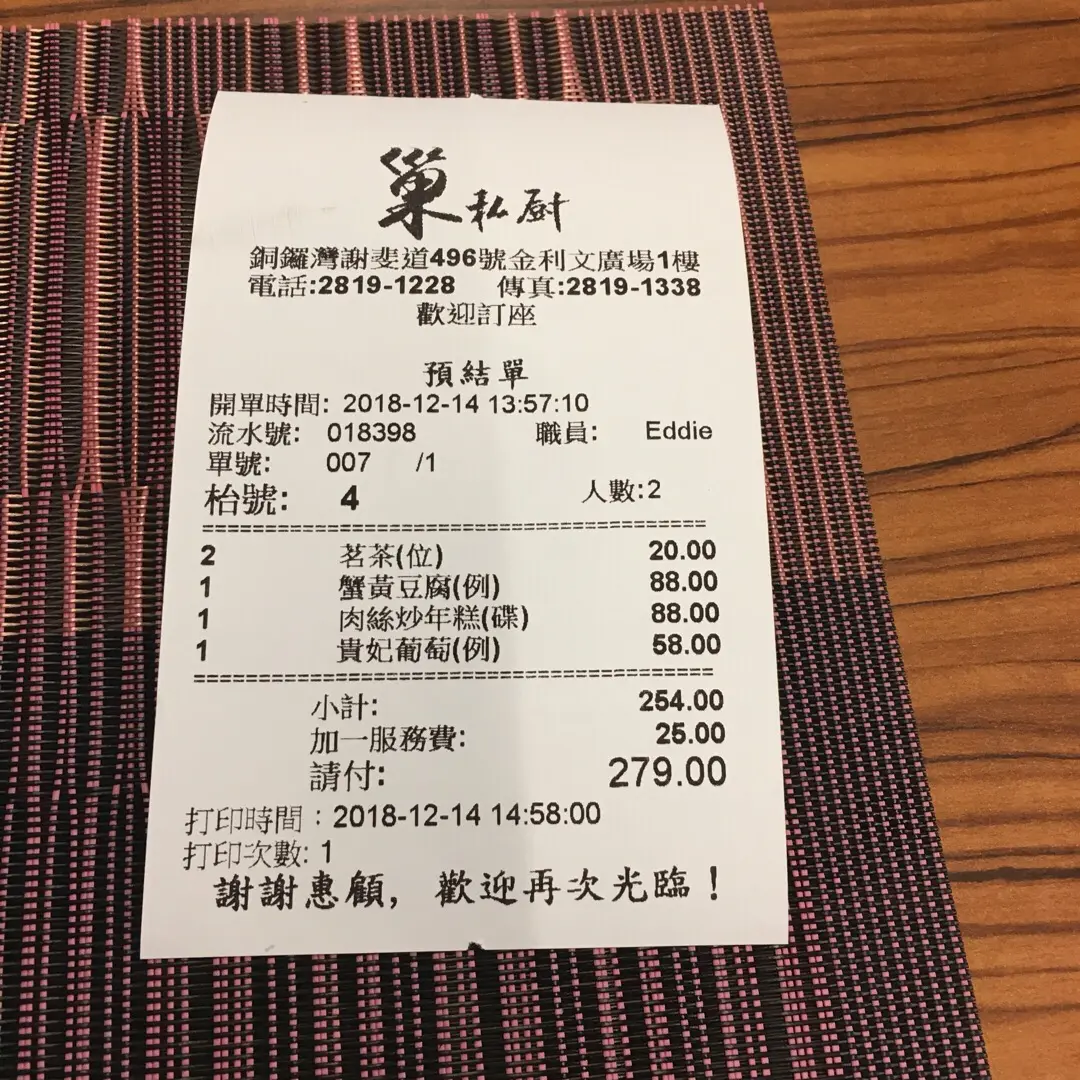 巢私厨
銅鑼灣謝斐道496號金利文廣場1樓
電話:2819-1228 傳真:2819-1338
歡迎訂座
預結單
開單時間: 2018-12-14 13:57:10
流水號: 018398 職員: Eddie
單號: 007 /1
枱號: 4 人數:2
2 茗茶(位) 20.00
1 蟹黃豆腐(例) 88.00
1 肉絲炒年糕(碟) 88.00
1 貴妃葡萄(例) 58.00
小計: 254.00
加一服務費: 25.00
請付: 279.00
打印時間：2018-12-14 14:58:00
打印次數: 1
謝謝惠顧, 歡迎再次光臨！